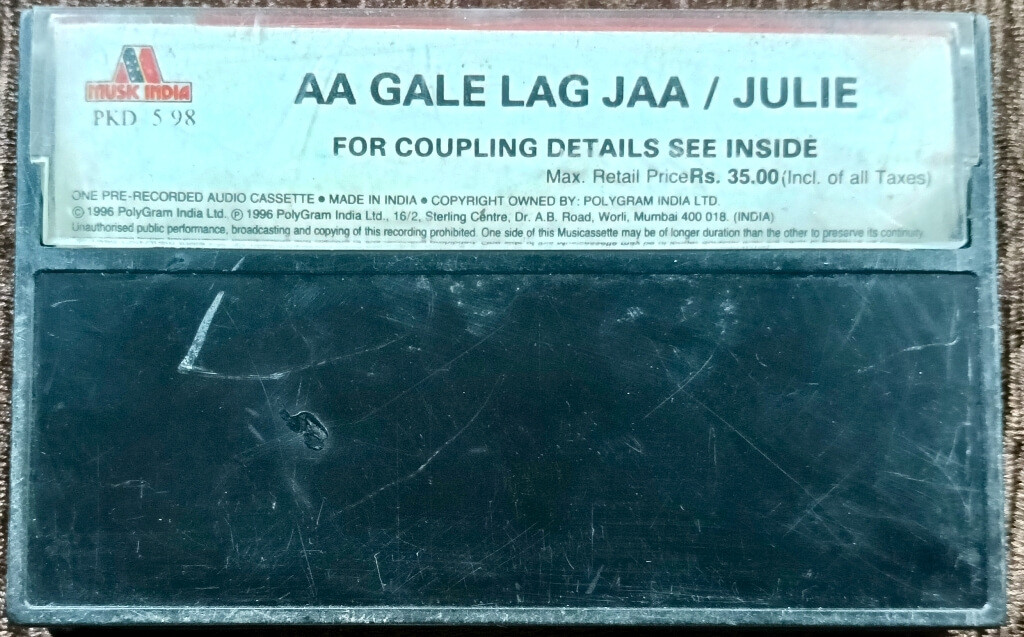 MUSIC INDIA
PKD 5 98
AA GALE LAG JAA / JULIE
FOR COUPLING DETAILS SEE INSIDE
Max. Retail Price Rs. 35.00 (Incl. of all Taxes)
ONE PRE-RECORDED AUDIO CASSETTE ● MADE IN INDIA ● COPYRIGHT OWNED BY: POLYGRAM INDIA LTD.
© 1996 PolyGram India Ltd. ℗ 1996 PolyGram India Ltd., 16/2, Sterling Centre, Dr. A.B. Road, Worli, Mumbai 400 018. (INDIA)
Unauthorised public performance, broadcasting and copying of this recording prohibited. One side of this Musicassette may be of longer duration than the other to preserve its continuity.